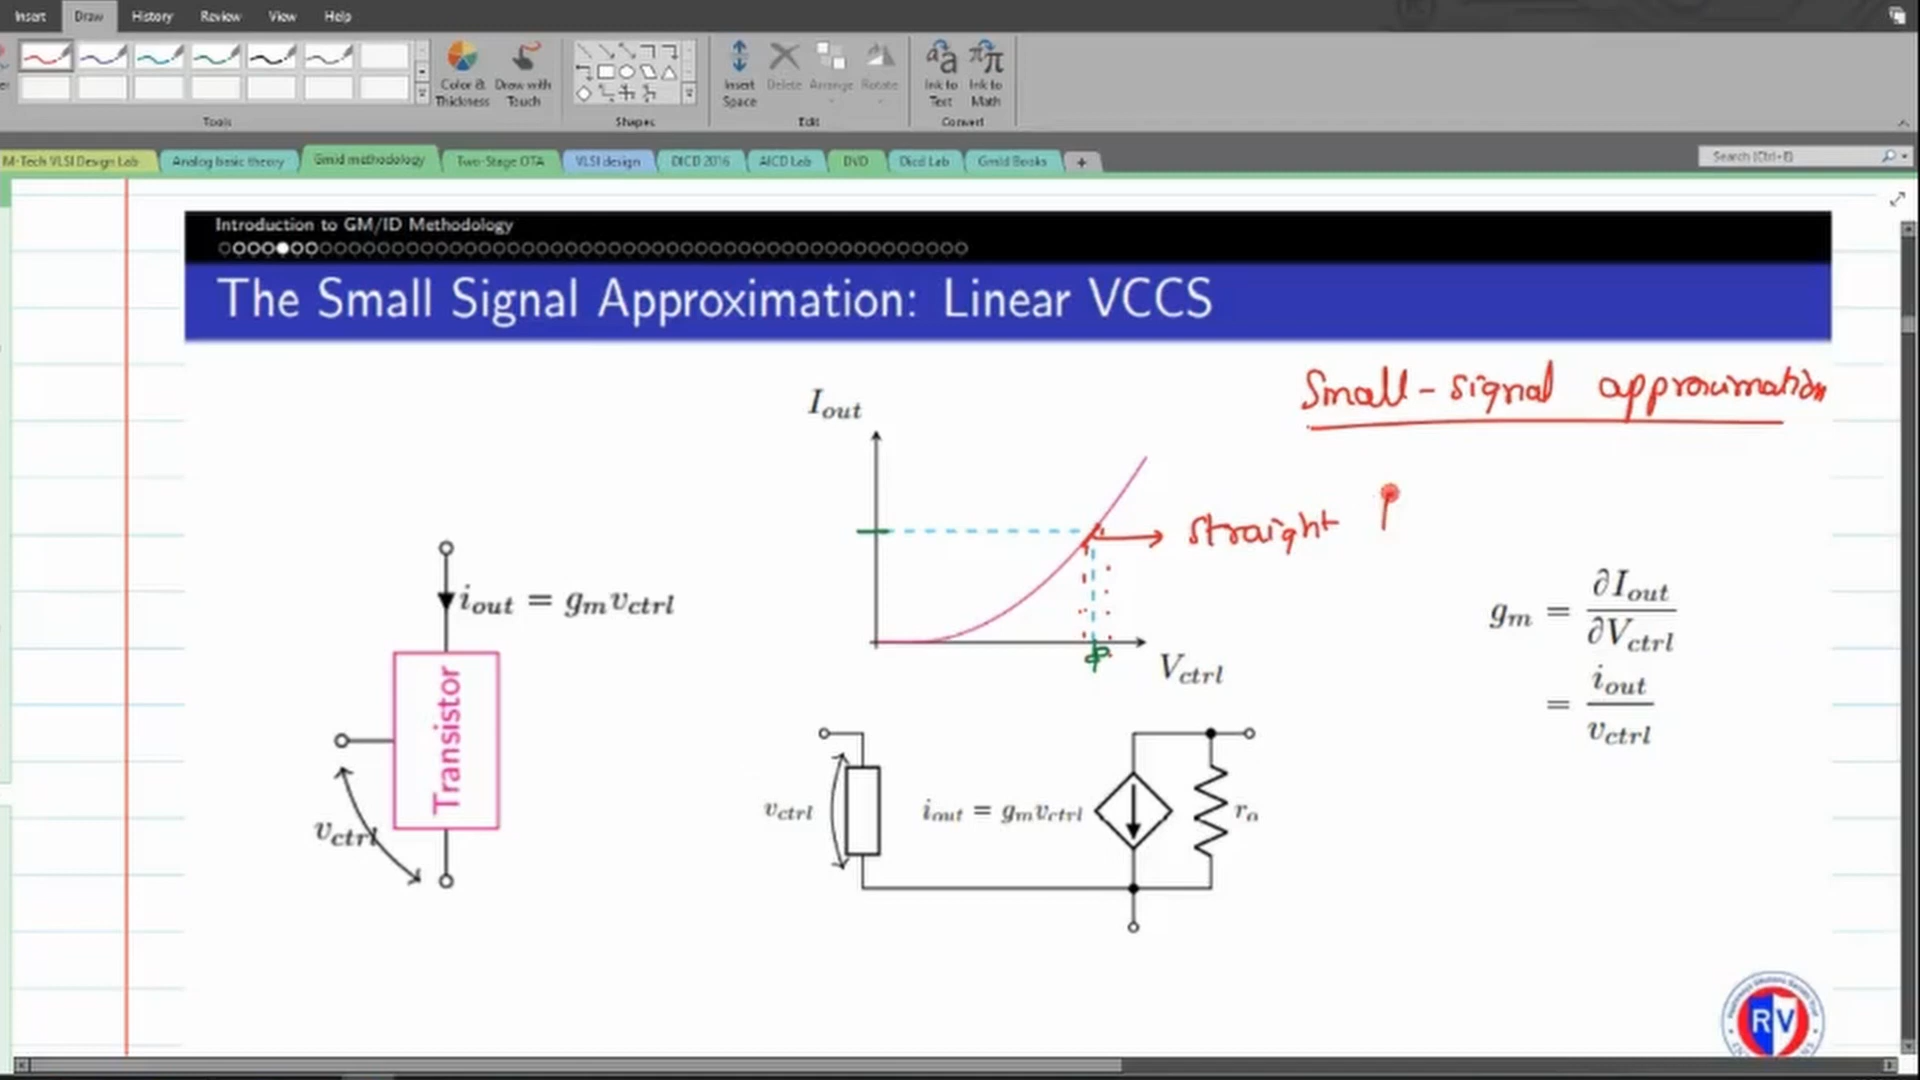 Insert Draw History Review View Help
Color & Thickness
Draw with Touch
Insert Space
Delete
Arrange
Rotate
Ink to Text
Ink to Math
Tools
Shapes
Edit
Convert
M-Tech VLSI Design Lab Analog basic theory Gmid methodology Two-Stage OTA VLSI design DICD 2016 AICD Lab DVD Dicd Lab Gmid Books +
Search (Ctrl+E)
Introduction to GM/ID Methodology
The Small Signal Approximation: Linear VCCS
Small-signal approximation
I_out
straight
i_out = g_m v_ctrl
g_m = ∂I_out / ∂V_ctrl
= i_out / v_ctrl
V_ctrl
Transistor
v_ctrl
v_ctrl
i_out = g_m v_ctrl
r_o
RV